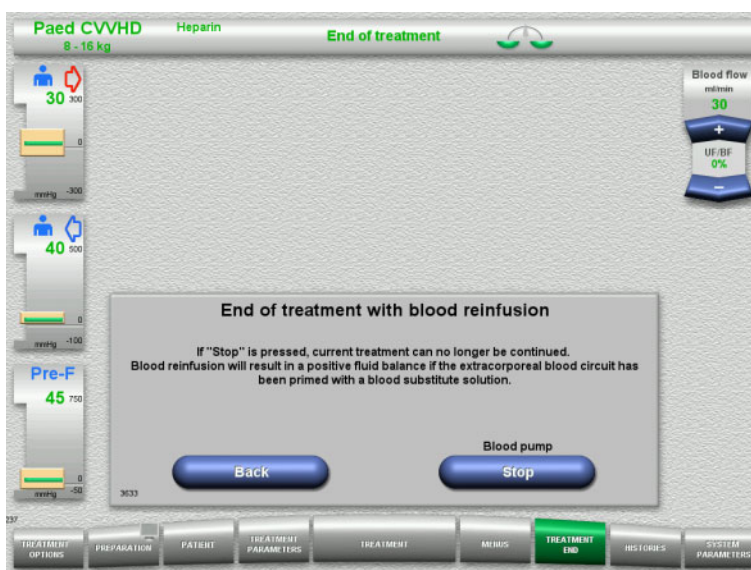 Paed CVVHD
8 - 16 kg
Heparin
End of treatment
30
300
0
mmHg
-300
40
500
0
mmHg
-100
Pre-F
45
750
0
mmHg
-50
Blood flow
ml/min
30
+
UF/BF
0%
−
End of treatment with blood reinfusion
If "Stop" is pressed, current treatment can no longer be continued.
Blood reinfusion will result in a positive fluid balance if the extracorporeal blood circuit has
been primed with a blood substitute solution.
Blood pump
Back
Stop
3633
237
TREATMENT
OPTIONS
PREPARATION
PATIENT
TREATMENT
PARAMETERS
TREATMENT
MENUS
TREATMENT
END
HISTORIES
SYSTEM
PARAMETERS